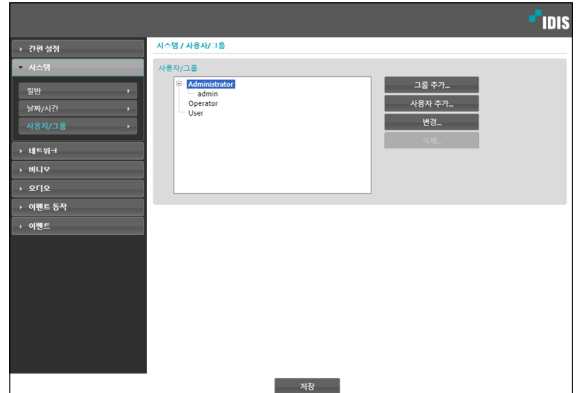 IDIS
간편 설정
시스템
일반
날짜/시간
사용자/그룹
네트워크
비디오
오디오
이벤트 동작
이벤트
시스템 / 사용자/그룹
사용자/그룹
Administrator
admin
Operator
User
그룹 추가...
사용자 추가...
변경...
삭제...
저장